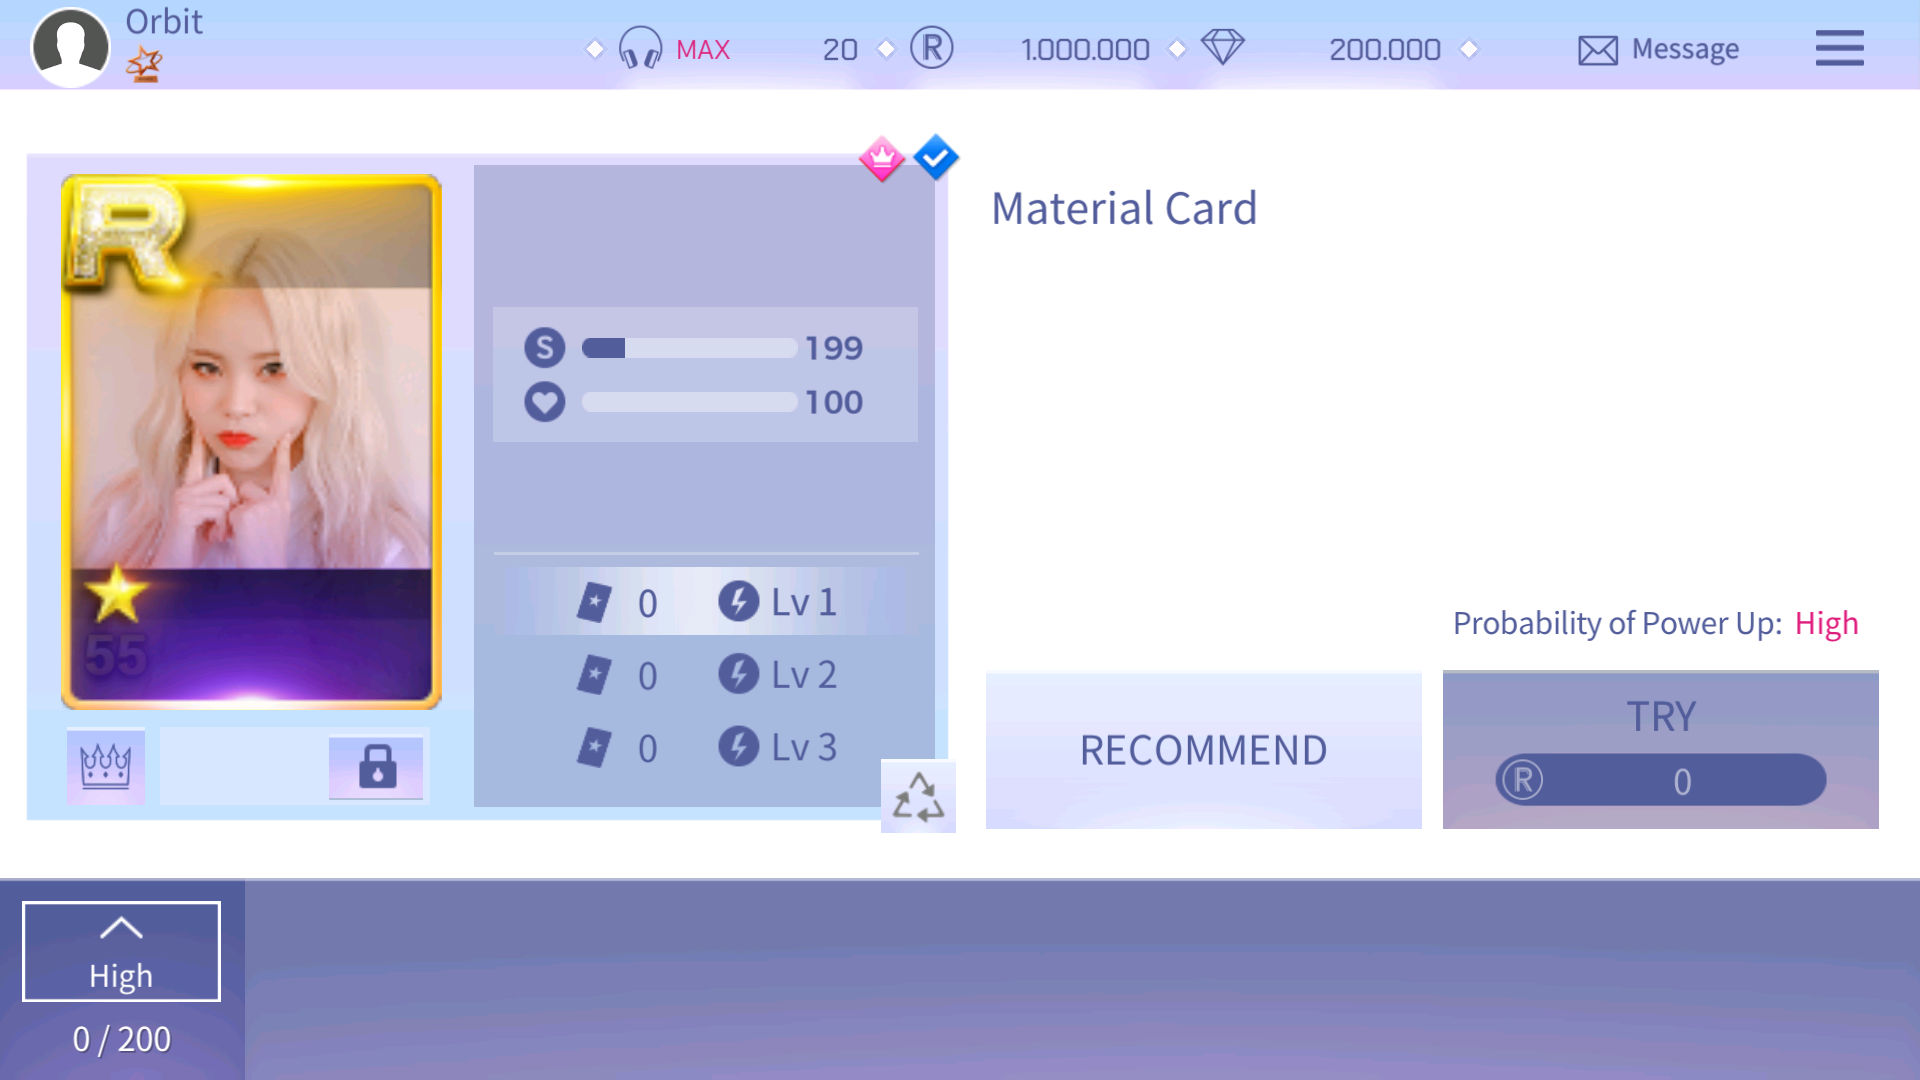 Orbit
MAX 20 R 1.000.000 200.000 Message
R
Material Card
S 199
100
0 Lv 1
0 Lv 2
0 Lv 3
55
Probability of Power Up: High
RECOMMEND
TRY
R 0
High
0 / 200